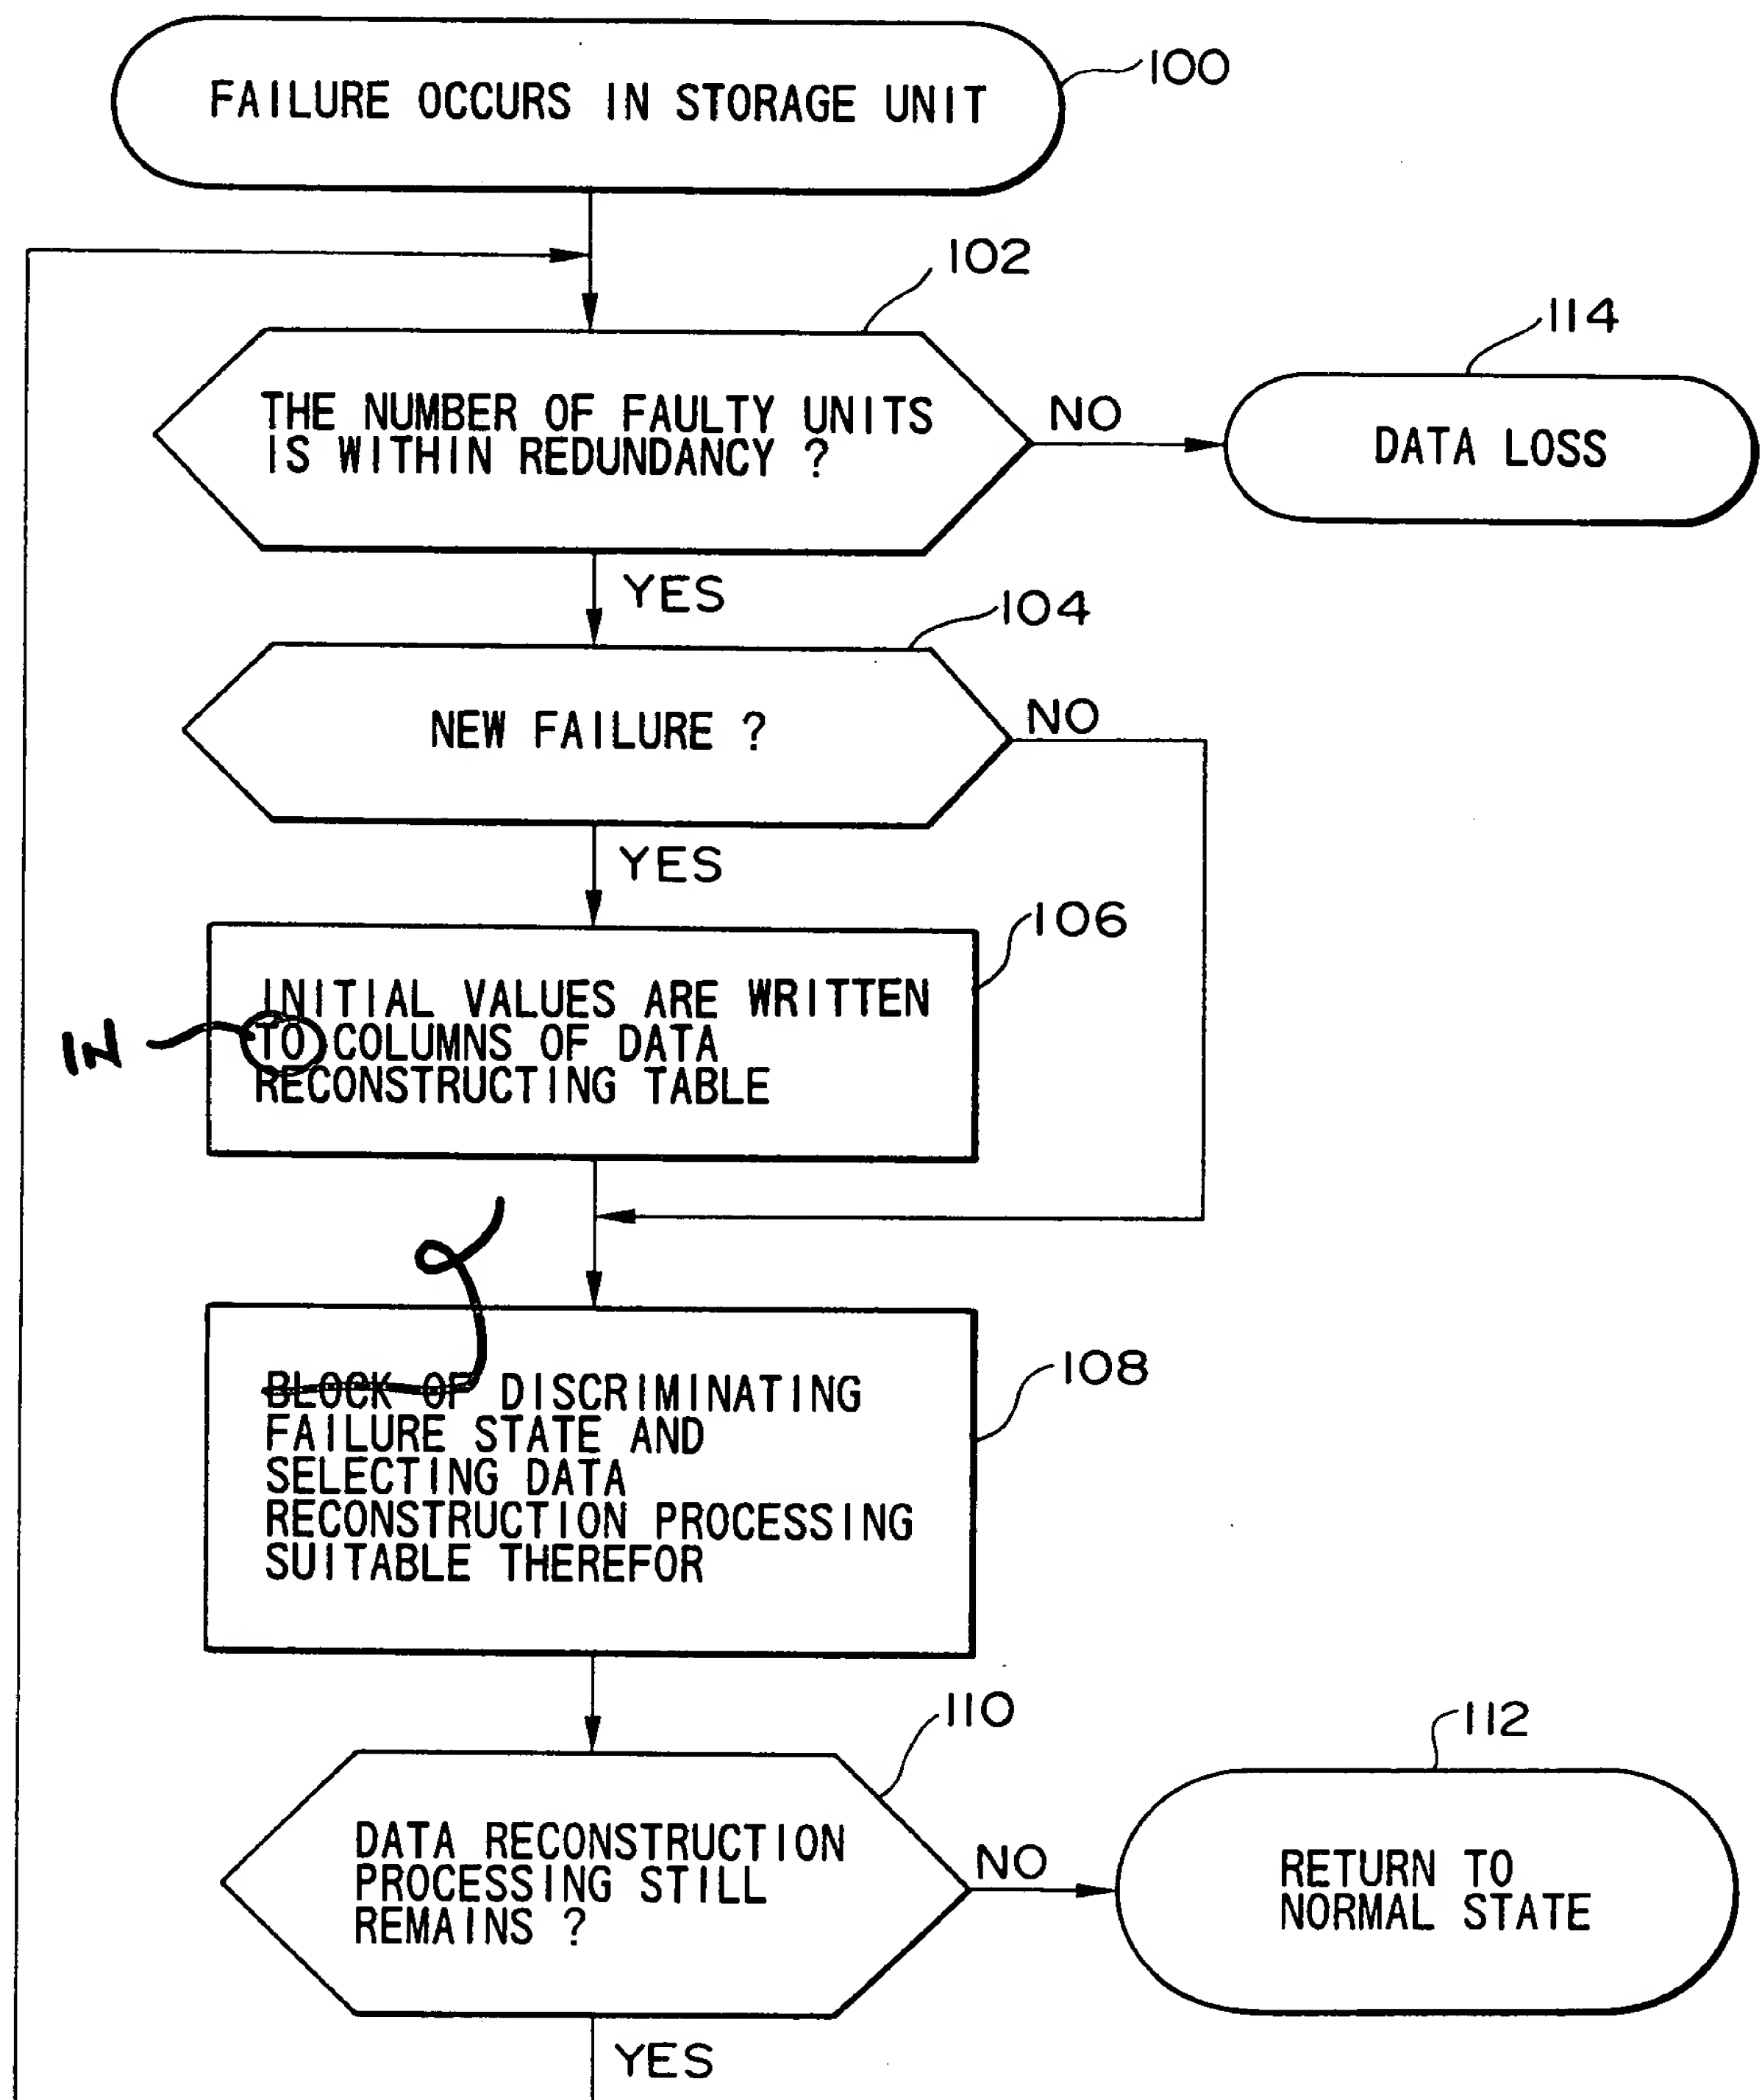 FAILURE OCCURS IN STORAGE UNIT
100
102
THE NUMBER OF FAULTY UNITS
IS WITHIN REDUNDANCY ?
NO
114
DATA LOSS
YES
104
NEW FAILURE ?
NO
YES
106
INITIAL VALUES ARE WRITTEN
TO COLUMNS OF DATA
RECONSTRUCTING TABLE
IN
108
BLOCK OF DISCRIMINATING
FAILURE STATE AND
SELECTING DATA
RECONSTRUCTION PROCESSING
SUITABLE THEREFOR
110
DATA RECONSTRUCTION
PROCESSING STILL
REMAINS ?
NO
112
RETURN TO
NORMAL STATE
YES